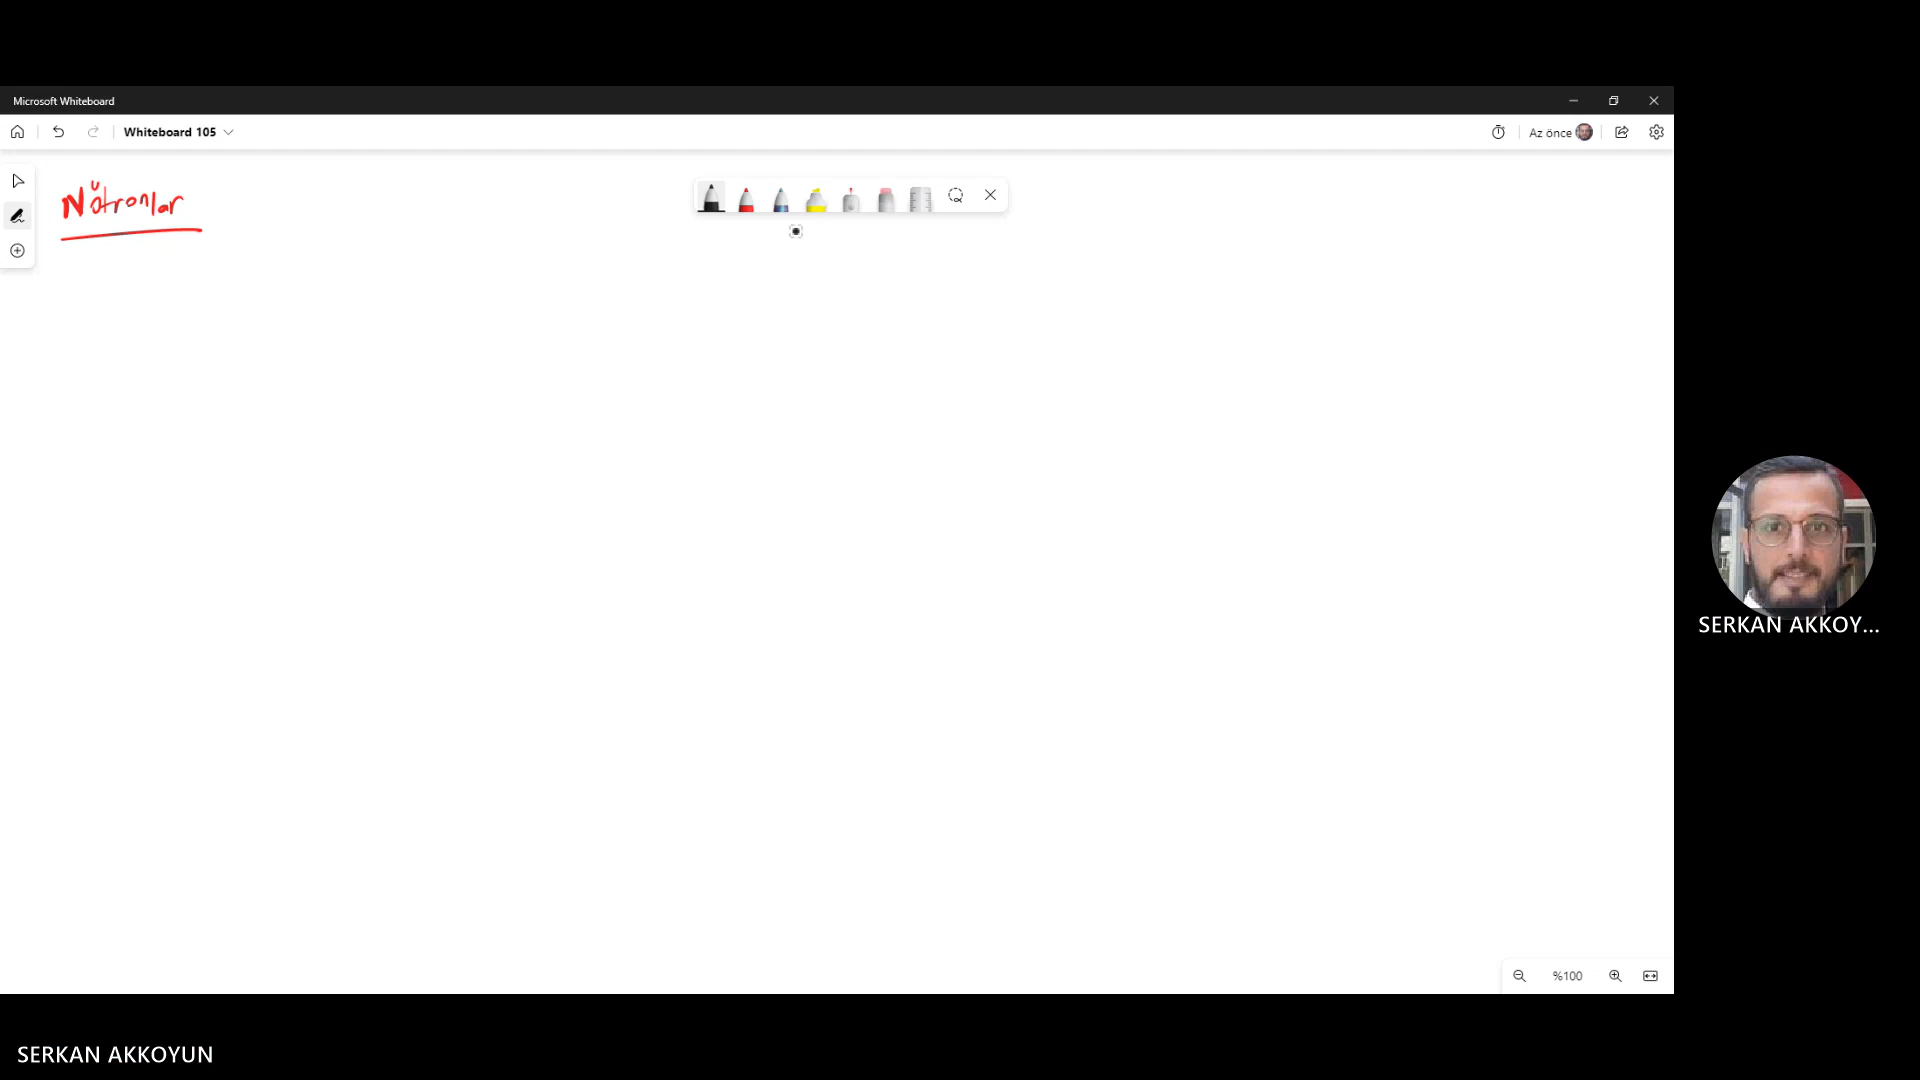 Microsoft Whiteboard
Whiteboard 105
Az önce
Nötronlar
SERKAN AKKOY...
%100
SERKAN AKKOYUN